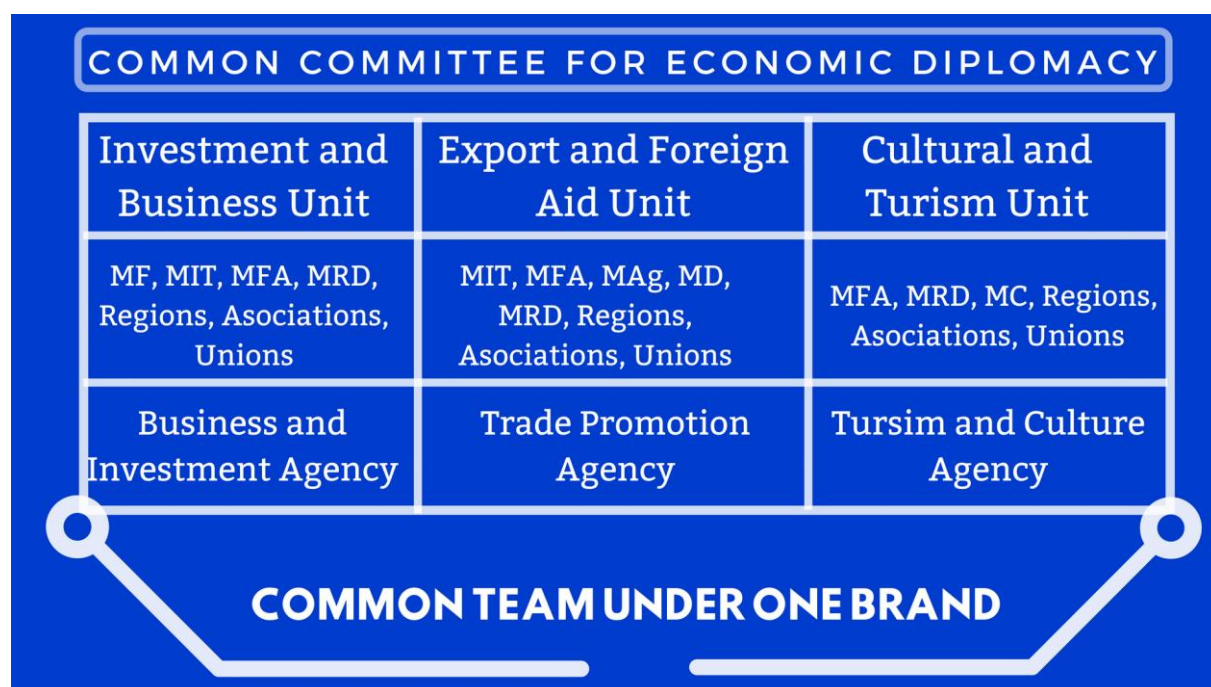 COMMON COMMITTEE FOR ECONOMIC DIPLOMACY
Investment and
Business Unit
Export and Foreign
Aid Unit
Cultural and
Turism Unit
MF, MIT, MFA, MRD,
Regions, Asociations,
Unions
MIT, MFA, MAg, MD,
MRD, Regions,
Asociations, Unions
MFA, MRD, MC, Regions,
Asociations, Unions
Business and
Investment Agency
Trade Promotion
Agency
Tursim and Culture
Agency
COMMON TEAM UNDER ONE BRAND